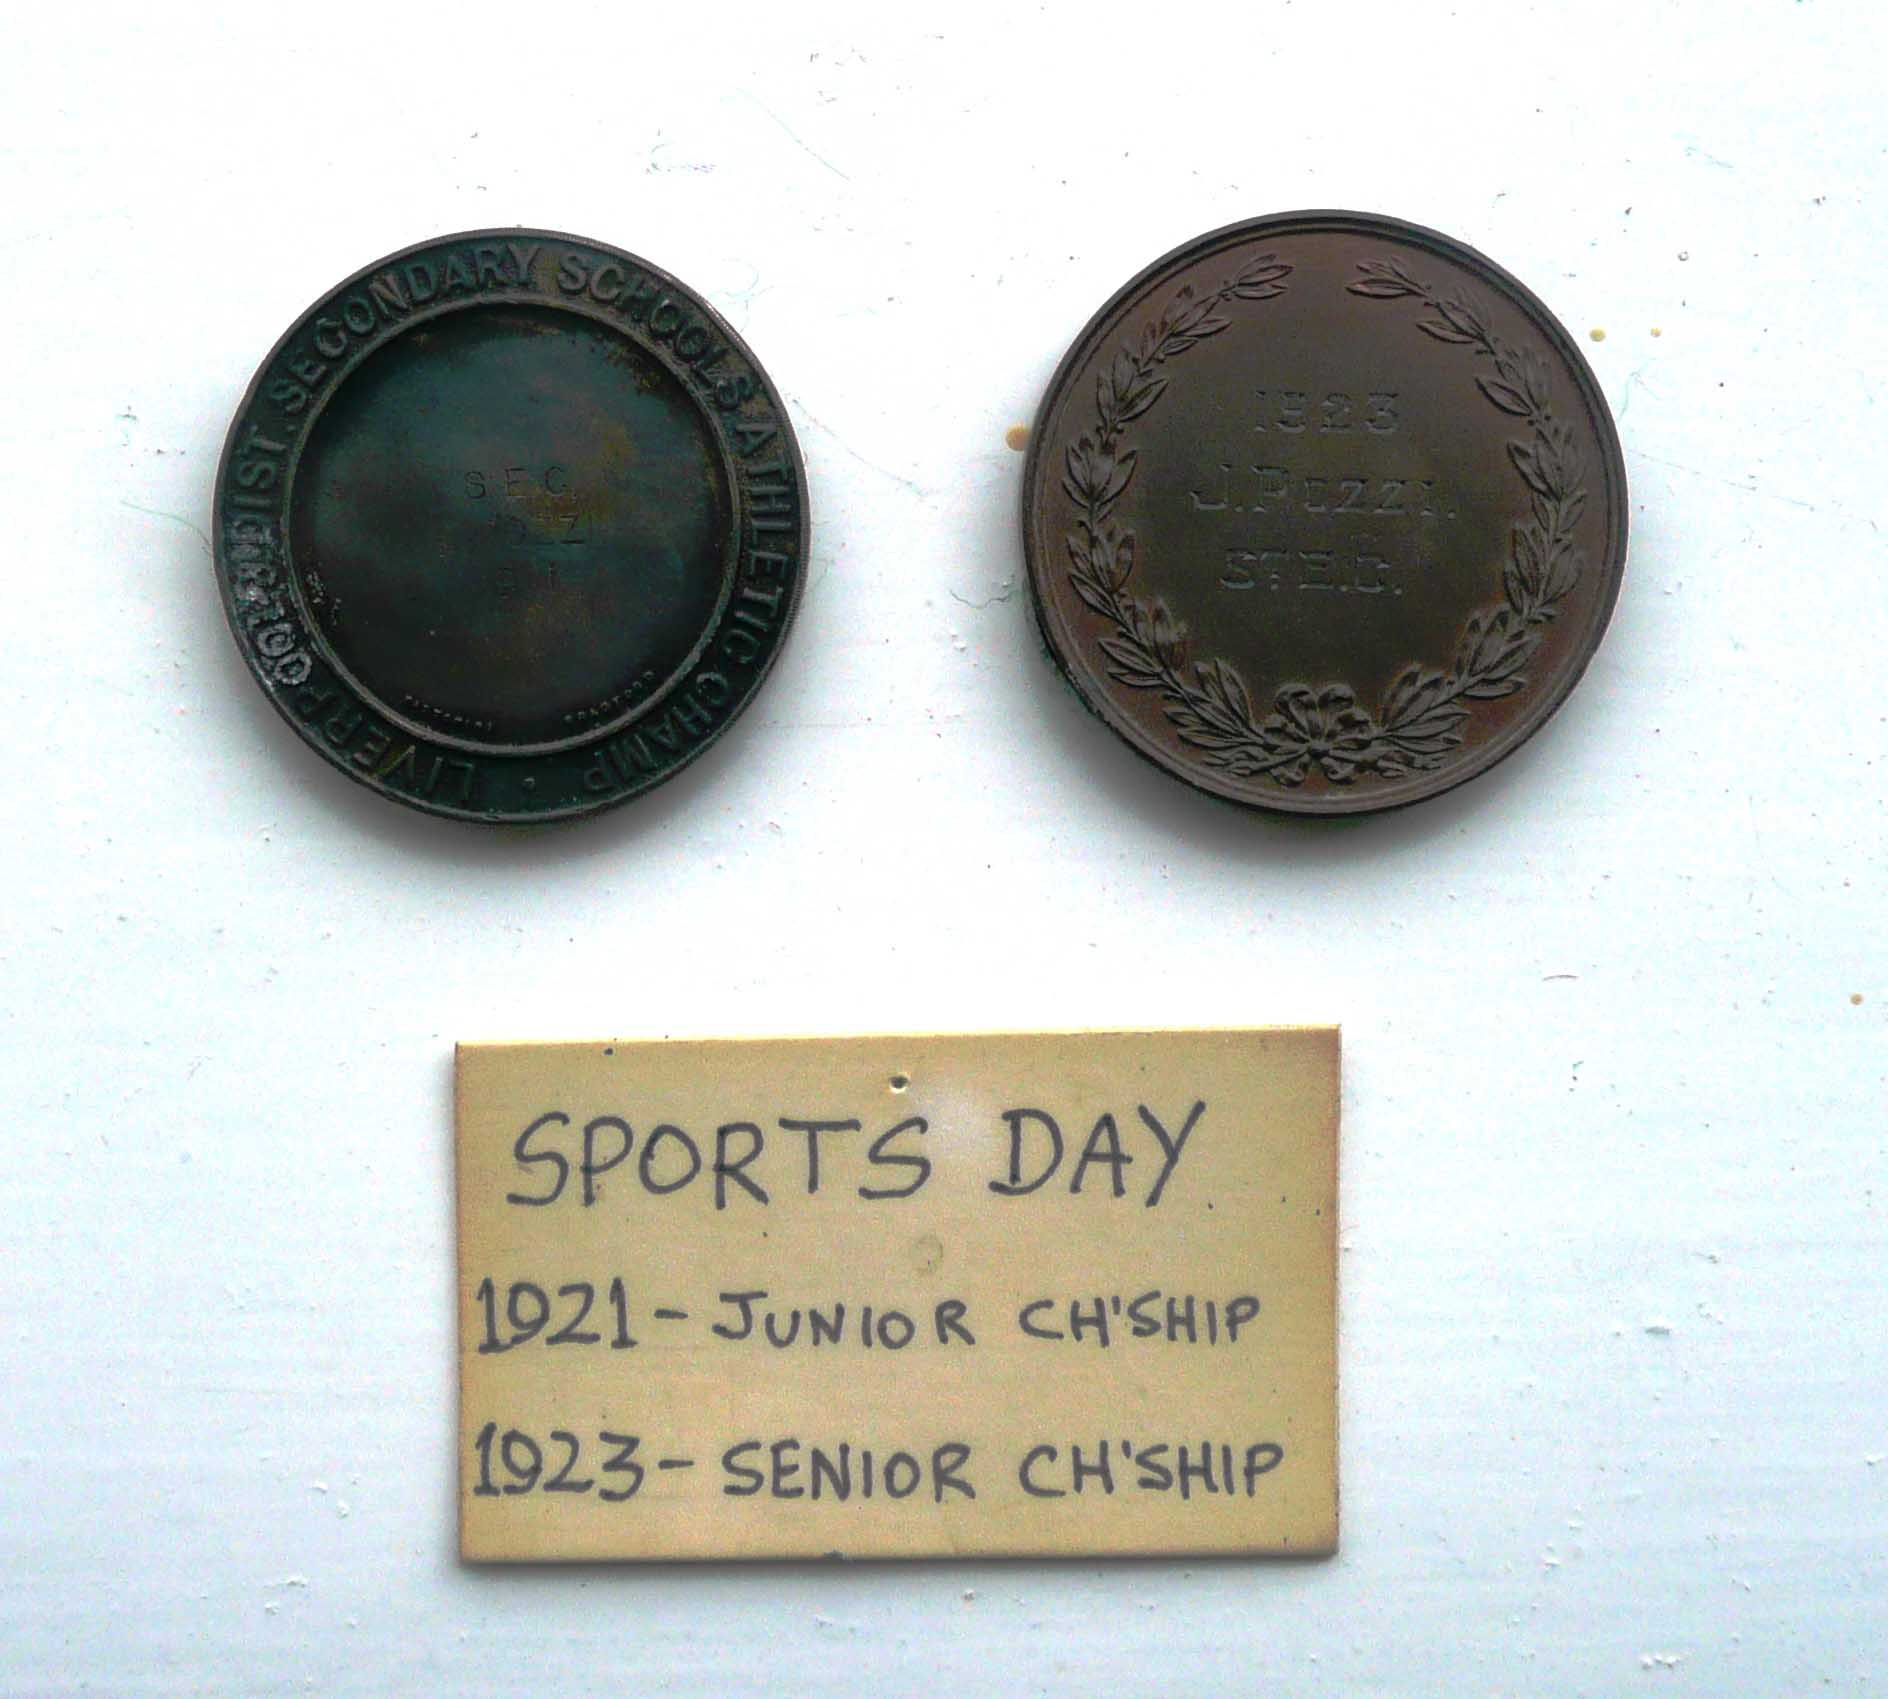 LIVERPOOL & DIST. SECONDARY SCHOOLS ATHLETIC CHAMP.
S.E.C.
1923
J. POZZI.
ST E.C.
SPORTS DAY
1921 - JUNIOR CH'SHIP
1923 - SENIOR CH'SHIP